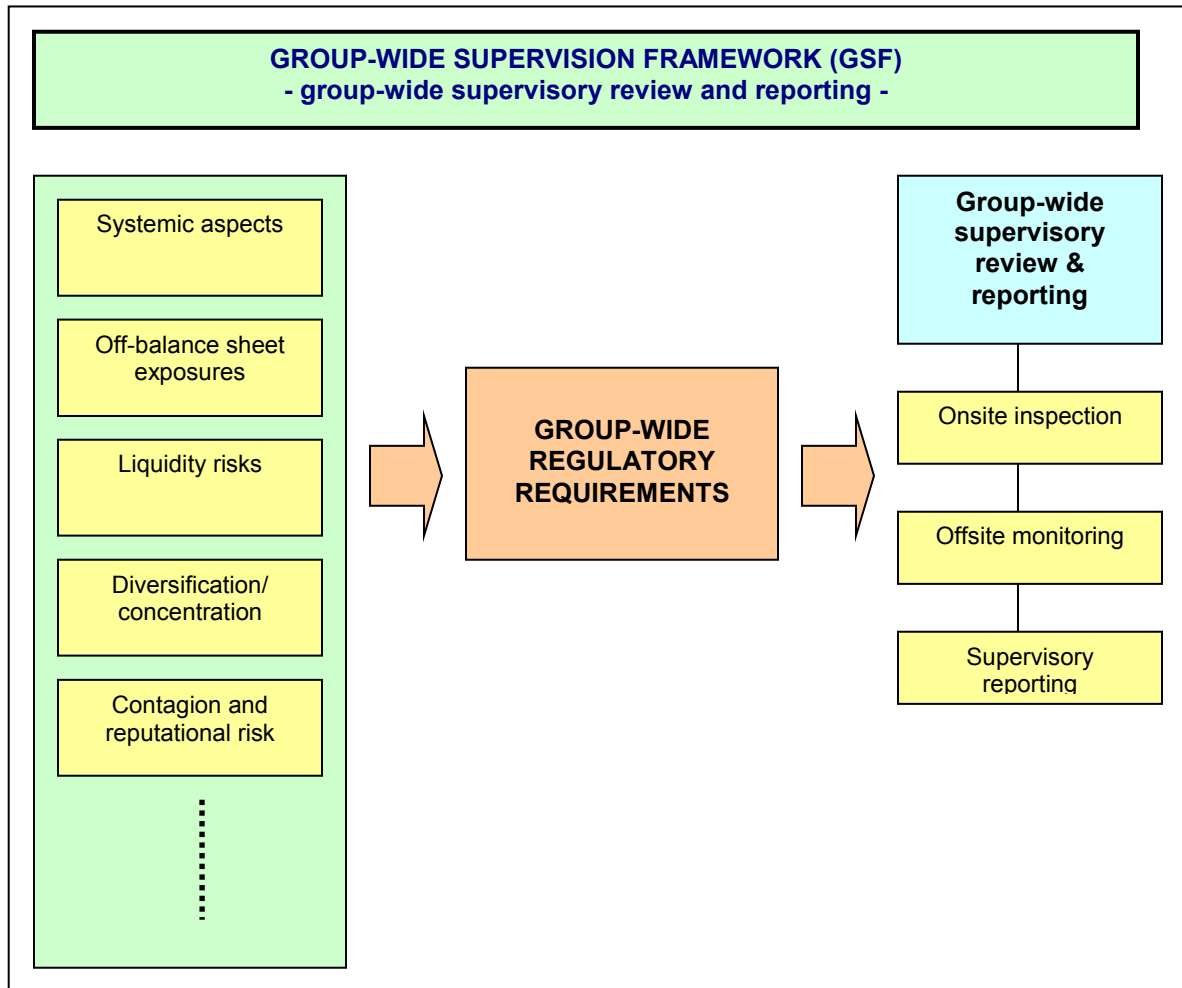 GROUP-WIDE SUPERVISION FRAMEWORK (GSF)
- group-wide supervisory review and reporting -
Systemic aspects
Off-balance sheet
exposures
Liquidity risks
Diversification/
concentration
Contagion and
reputational risk
GROUP-WIDE
REGULATORY
REQUIREMENTS
Group-wide
supervisory
review &
reporting
Onsite inspection
Offsite monitoring
Supervisory
reporting